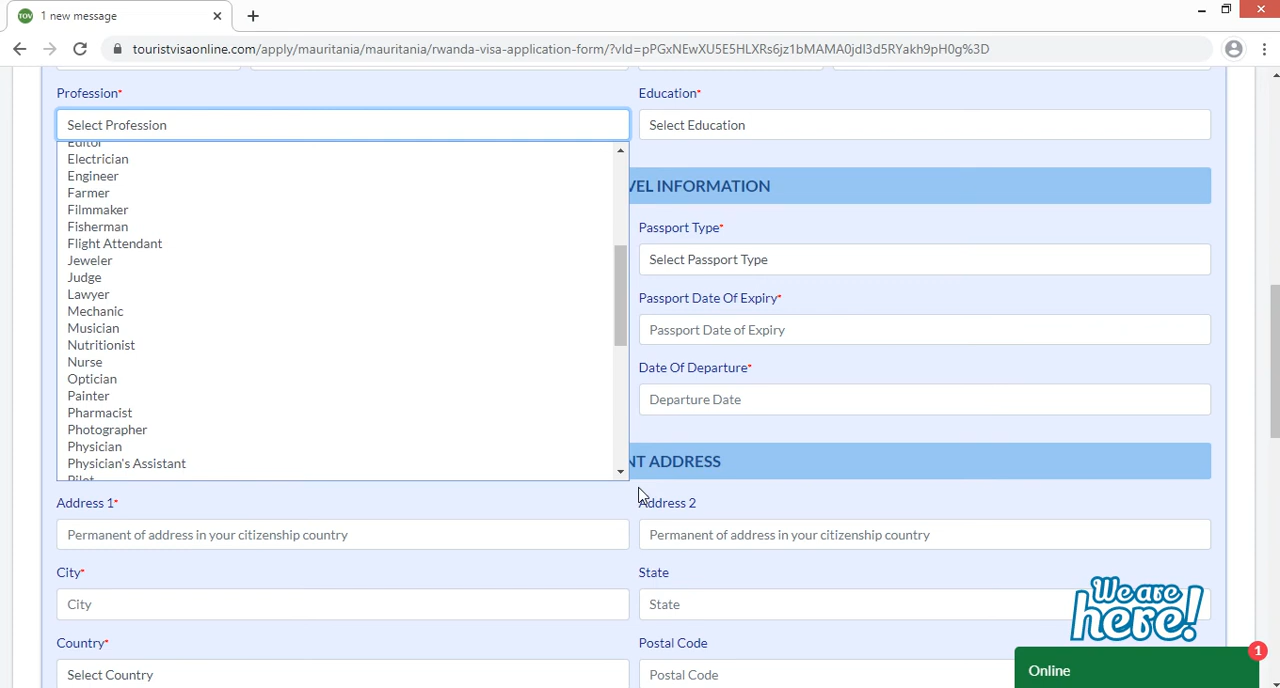 TOV
1 new message
touristvisaonline.com/apply/mauritania/mauritania/rwanda-visa-application-form/?vId=pPGxNEwXU5E5HLXRs6jz1bMAMA0jdl3d5RYakh9pH0g%3D
Profession*
Education*
Select Profession
Select Education
Editor
Electrician
Engineer
Farmer
Filmmaker
Fisherman
Flight Attendant
Jeweler
Judge
Lawyer
Mechanic
Musician
Nutritionist
Nurse
Optician
Painter
Pharmacist
Photographer
Physician
Physician's Assistant
Pilot
VEL INFORMATION
Passport Type*
Select Passport Type
Passport Date Of Expiry*
Passport Date of Expiry
Date Of Departure*
Departure Date
NT ADDRESS
Address 1*
Address 2
Permanent of address in your citizenship country
Permanent of address in your citizenship country
City*
State
City
State
Country*
Postal Code
Select Country
Postal Code
We are
here!
Online
1